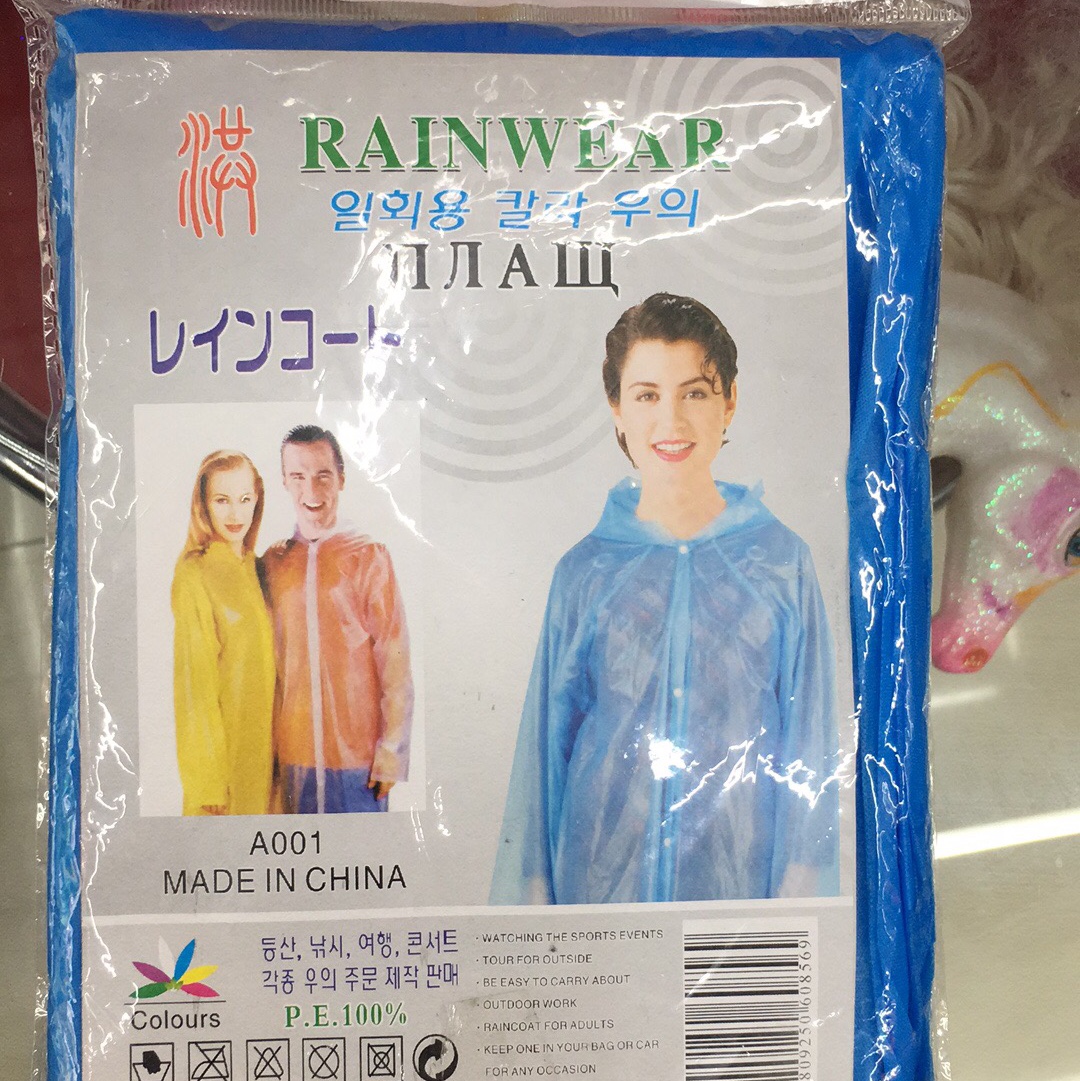 洪
RAINWEAR
일회용 칼라 우의
ПЛАЩ
レインコート
A001
MADE IN CHINA
등산, 낚시, 여행, 콘서트
각종 우의 주문 제작 판매
P.E.100%
Colours
· WATCHING THE SPORTS EVENTS
· TOUR FOR OUTSIDE
· BE EASY TO CARRY ABOUT
· OUTDOOR WORK
· RAINCOAT FOR ADULTS
· KEEP ONE IN YOUR BAG OR CAR
FOR ANY OCCASION
809250608569